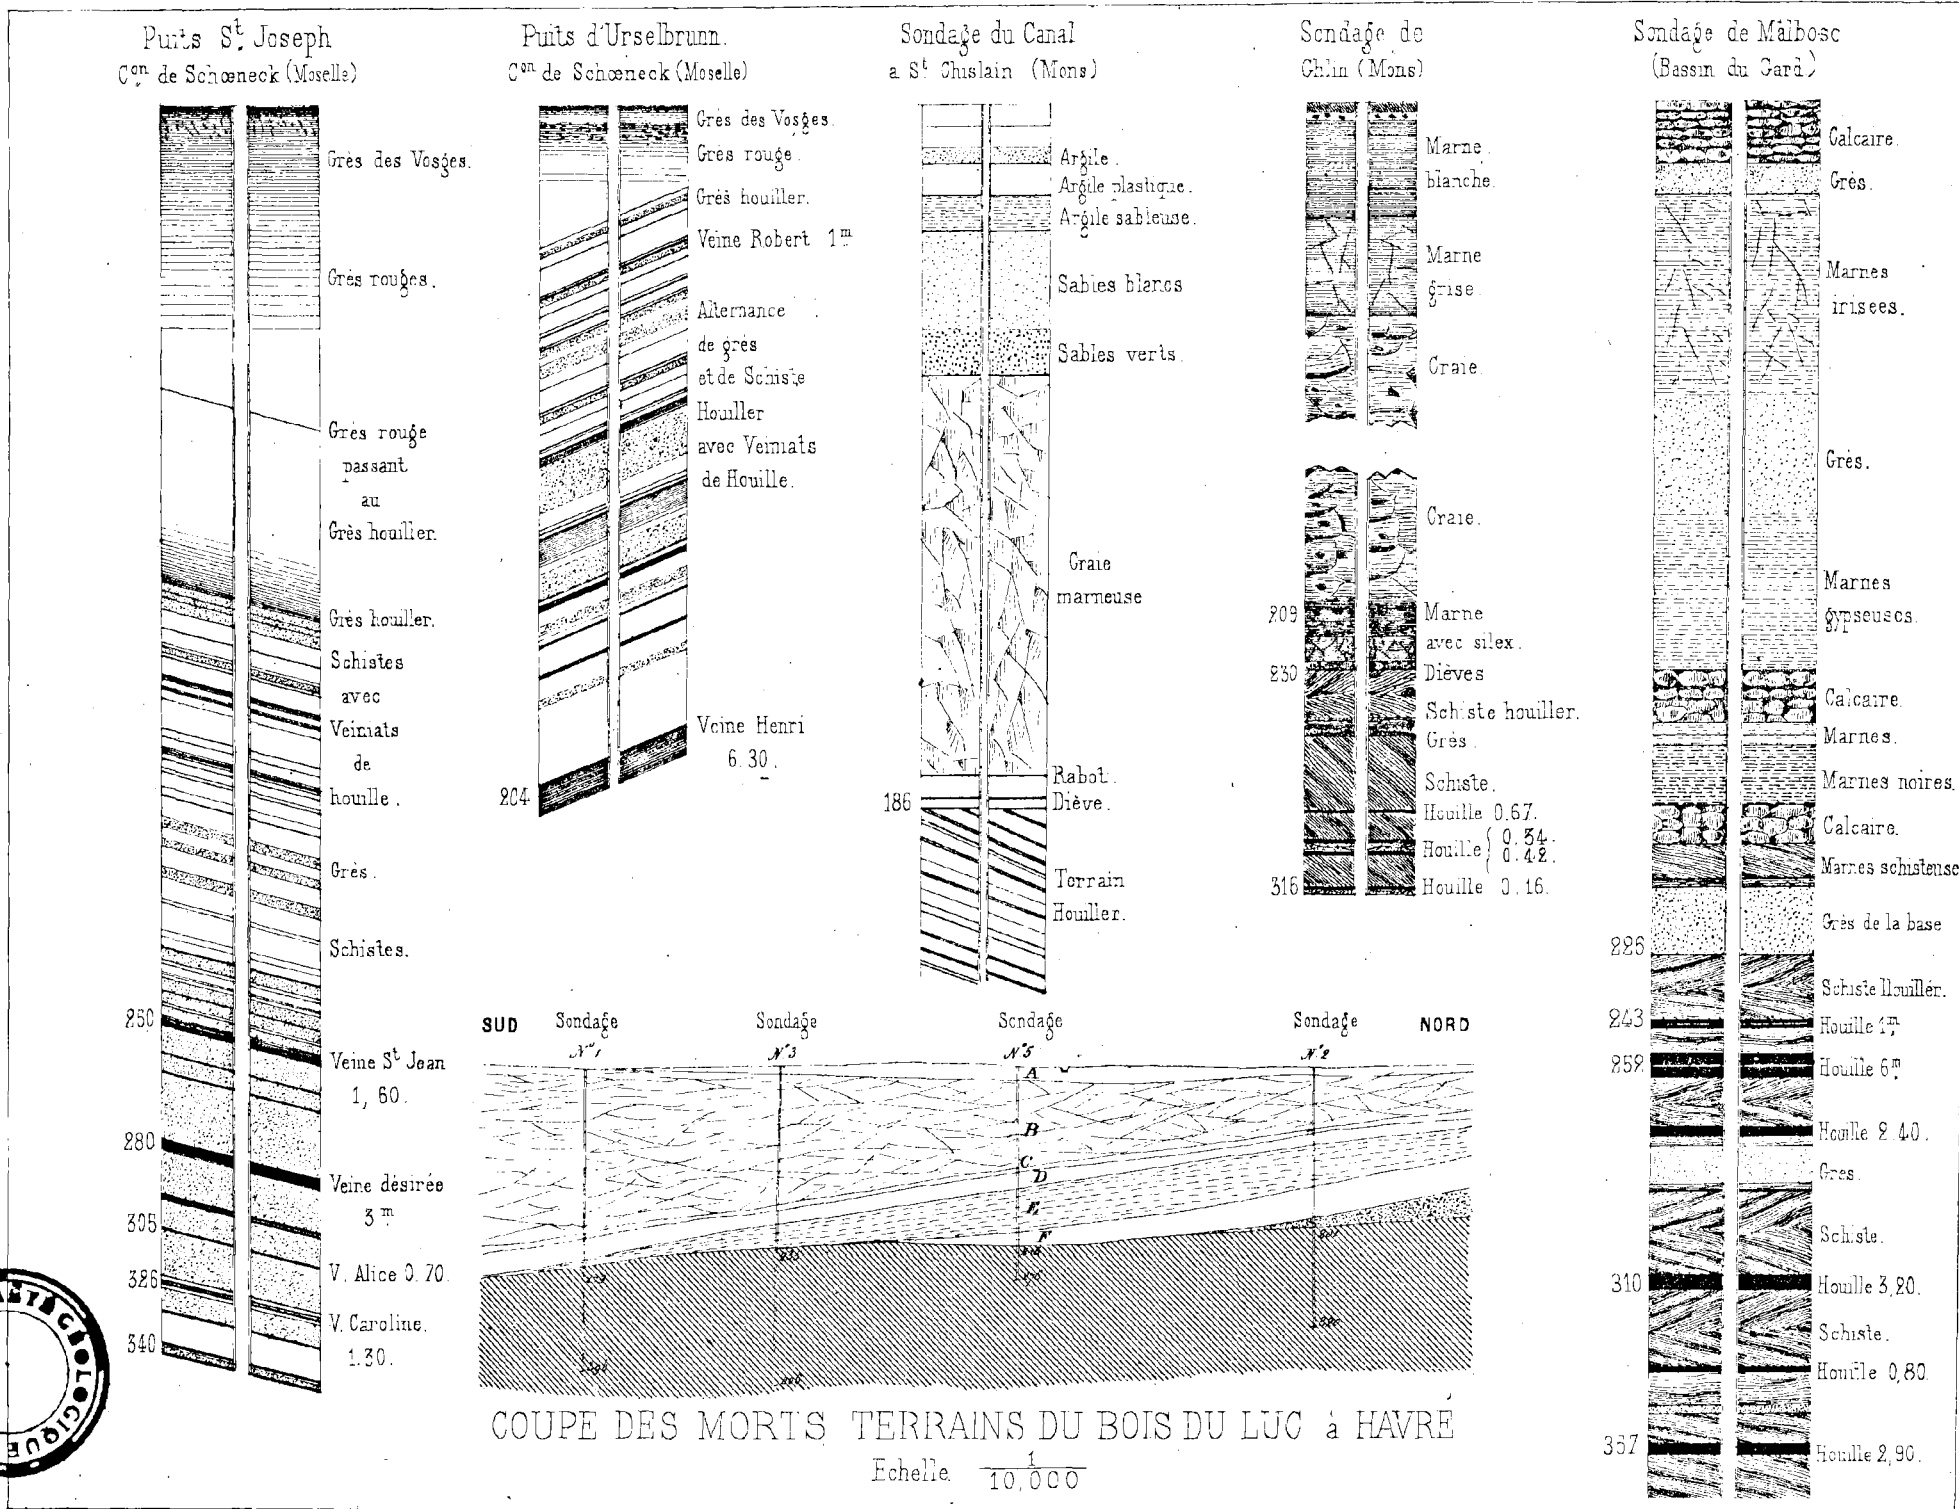 Puits St. Joseph
Con de Schœneck (Moselle)
Grès des Vosges.
Grès rouges.
Grès rouge
passant
au
Grès houiller.
Grès houiller.
Schistes
avec
Veiniats
de
houille.
Grès.
Schistes.
250
Veine St Jean
1,60.
280
Veine désirée
3 m
305
V. Alice 0.70.
326
V. Caroline.
1.30.
340
Puits d'Urselbrunn.
Con de Schœneck (Moselle)
Grès des Vosges.
Grès rouge.
Grès houiller.
Veine Robert 1m
Alternance
de grès
et de Schiste
Houiller
avec Veiniats
de Houille.
Veine Henri
6.30.
204
Sondage du Canal
a St Ghislain (Mons)
Argile.
Argile plastique.
Argile sableuse.
Sables blancs
Sables verts.
Craie
marneuse
Rabot.
186
Dième.
Terrain
Houiller.
Sondage de
Ghlin (Mons)
Marne
blanche.
Marne
grise.
Craie.
Craie.
209
Marne
avec silex.
230
Dièves
Schiste houiller.
Grès.
Schiste.
Houille 0.67.
Houille { 0.54.
0.42.
316
Houille 0.16.
Sondage de Malbosc
(Bassin du Gard)
Calcaire.
Grès.
Marnes
irisees.
Grès.
Marnes
gypseuses.
Calcaire.
Marnes.
Marnes noires.
Calcaire.
Marnes schisteuse
Grès de la base
226
Schiste Houiller.
243
Houille 1m
252
Houille 6m
Houille 2.40.
Gres.
Schiste.
310
Houille 3,20.
Schiste.
Houille 0,80.
357
Houille 2,90.
SUD Sondage Sondage Sondage Sondage NORD
N°1 N°3 N°5 N°2
A
B
C
D
E
F
COUPE DES MORTS TERRAINS DU BOIS DU LUC à HAVRÉ
Echelle 1
10,000
GÉOLOGIQUE